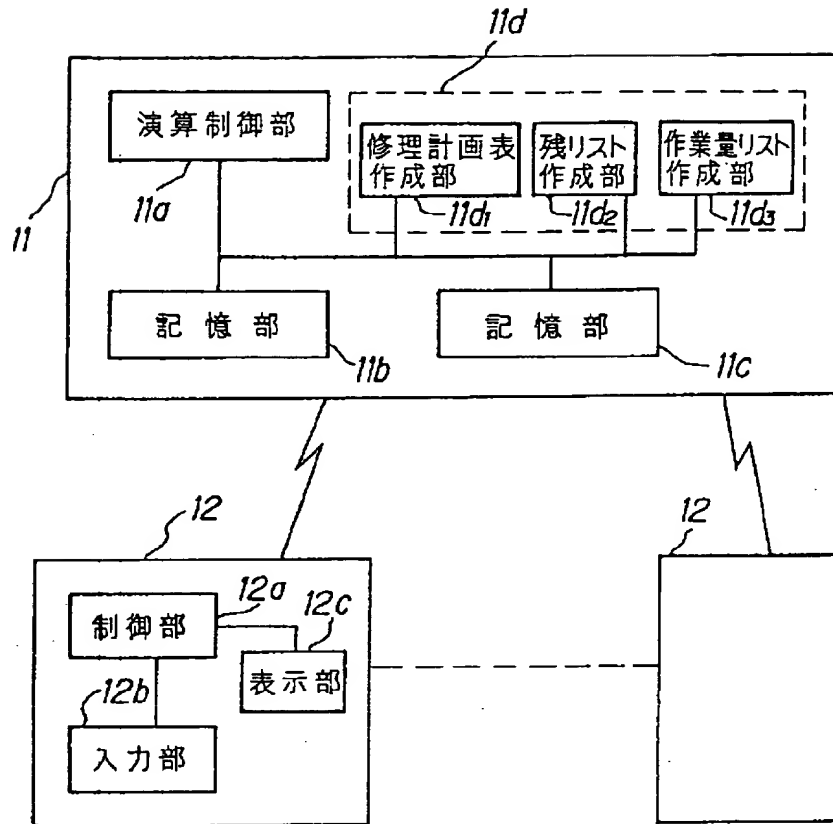 11d
演算制御部
修理計画表
作成部
残リスト
作成部
作業量リスト
作成部
11a
11d1
11d2
11d3
11
記憶部
記憶部
11b
11c
12
12
制御部
12a
12c
表示部
12b
入力部